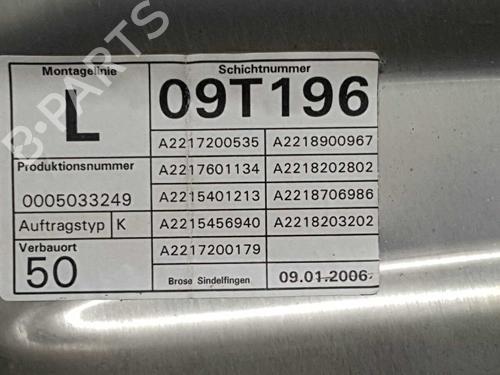 Montagelinie Schichtnummer
L 09T196
A2217200535 A2218900967
Produktionsnummer A2217601134 A2218202802
0005033249 A2215401213 A2218706986
Auftragstyp K A2215456940 A2218203202
Verbauort A2217200179
50 Brose Sindelfingen 09.01.2006
B-PARTS